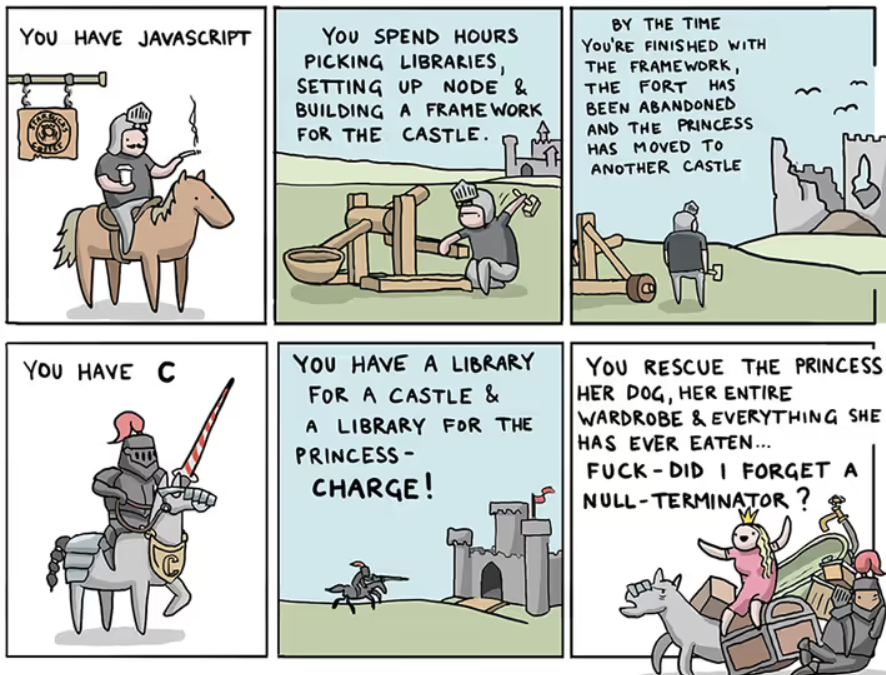 YOU HAVE JAVASCRIPT
STARBUCKS
COFFEE
YOU SPEND HOURS
PICKING LIBRARIES,
SETTING UP NODE &
BUILDING A FRAMEWORK
FOR THE CASTLE.
BY THE TIME
YOU'RE FINISHED WITH
THE FRAMEWORK,
THE FORT HAS
BEEN ABANDONED
AND THE PRINCESS
HAS MOVED TO
ANOTHER CASTLE
YOU HAVE C
C
YOU HAVE A LIBRARY
FOR A CASTLE &
A LIBRARY FOR THE
PRINCESS-
CHARGE!
YOU RESCUE THE PRINCESS
HER DOG, HER ENTIRE
WARDROBE & EVERYTHING SHE
HAS EVER EATEN...
FUCK-DID I FORGET A
NULL-TERMINATOR?